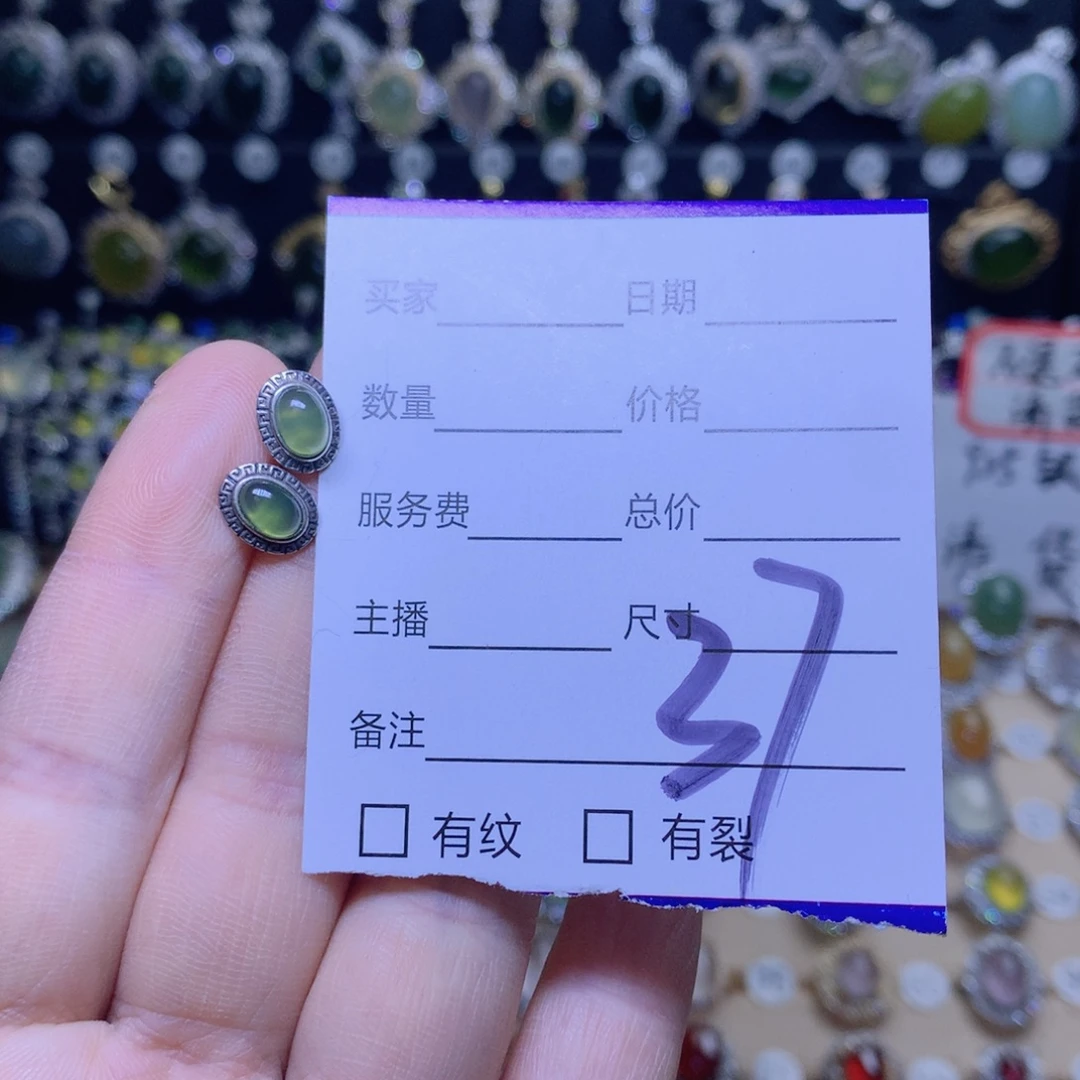 买家 日期
数量 价格
服务费 总价
主播 尺寸
37
备注
有纹 有裂